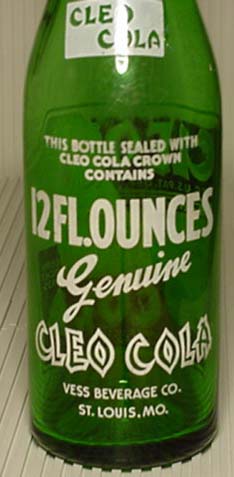 CLEO
COLA
THIS BOTTLE SEALED WITH
CLEO COLA CROWN
CONTAINS
12 FL.OUNCES
Genuine
CLEO COLA
VESS BEVERAGE CO.
ST. LOUIS, MO.